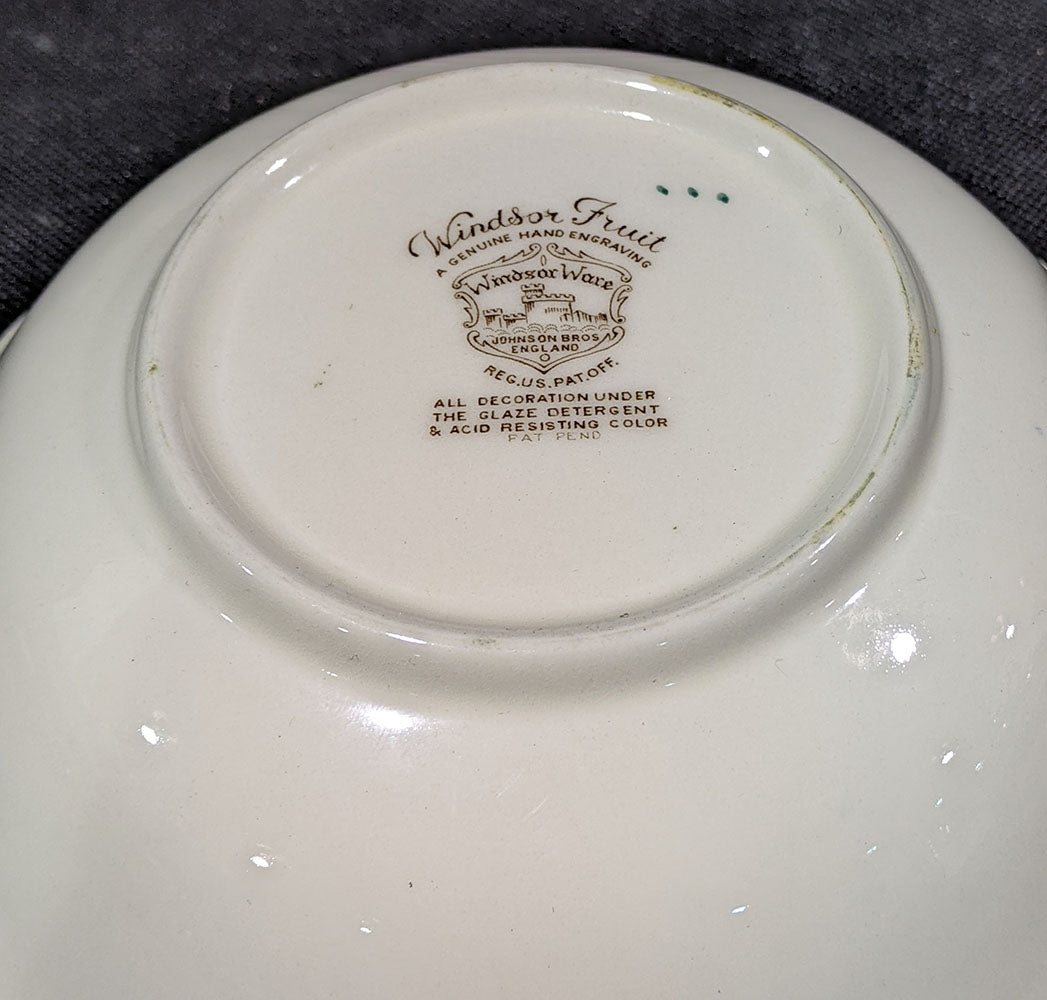 Windsor Fruit
A GENUINE HAND ENGRAVING
Windsor Ware
JOHNSON BROS
ENGLAND
REG.US.PAT.OFF.
ALL DECORATION UNDER
THE GLAZE DETERGENT
& ACID RESISTING COLOR
PAT PEND